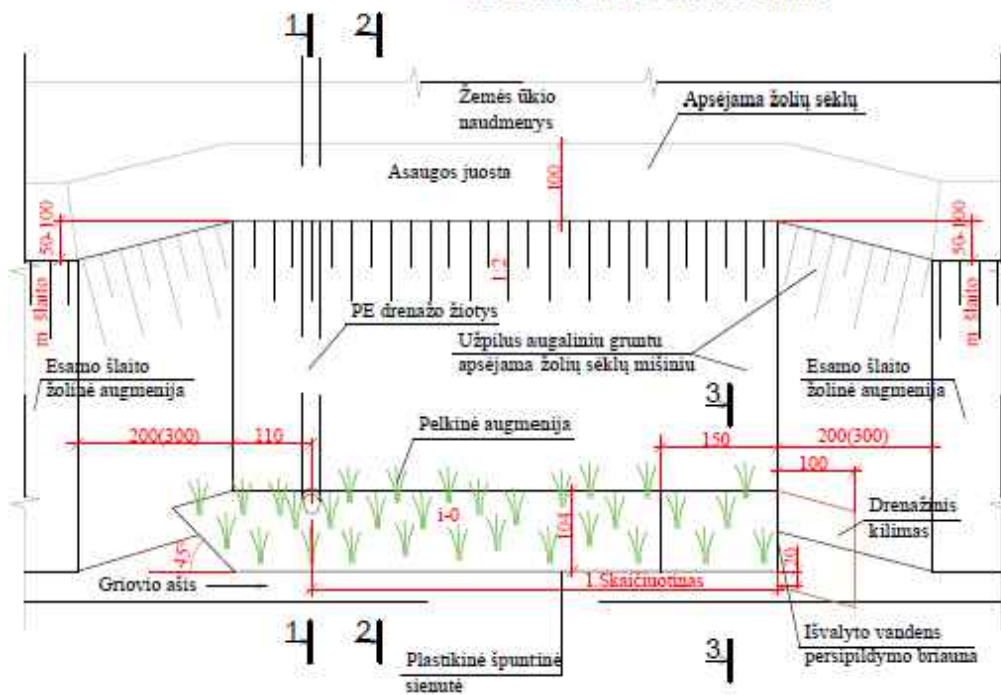 1
2
Žemės ūkio
naudmenys
Apsėjama žolių sėklų
Asaugos juosta
100
50-100
50-100
1:2
m šlaito
m šlaito
PE drenažo žiotys
Užpilus augaliniu gruntu
apsėjama žolių sėklų mišiniu
Esamo šlaito
žolinė augmenija
Esamo šlaito
žolinė augmenija
3
Pelkinė augmenija
200(300)
110
150
200(300)
100
i-0
104
Drenažinis
kilimas
45°
20
Griovio ašis
1.Skaičiuotinas
1
2
3
Plastikinė špuntinė
sienutė
Išvalyto vandens
persipildymo briauna